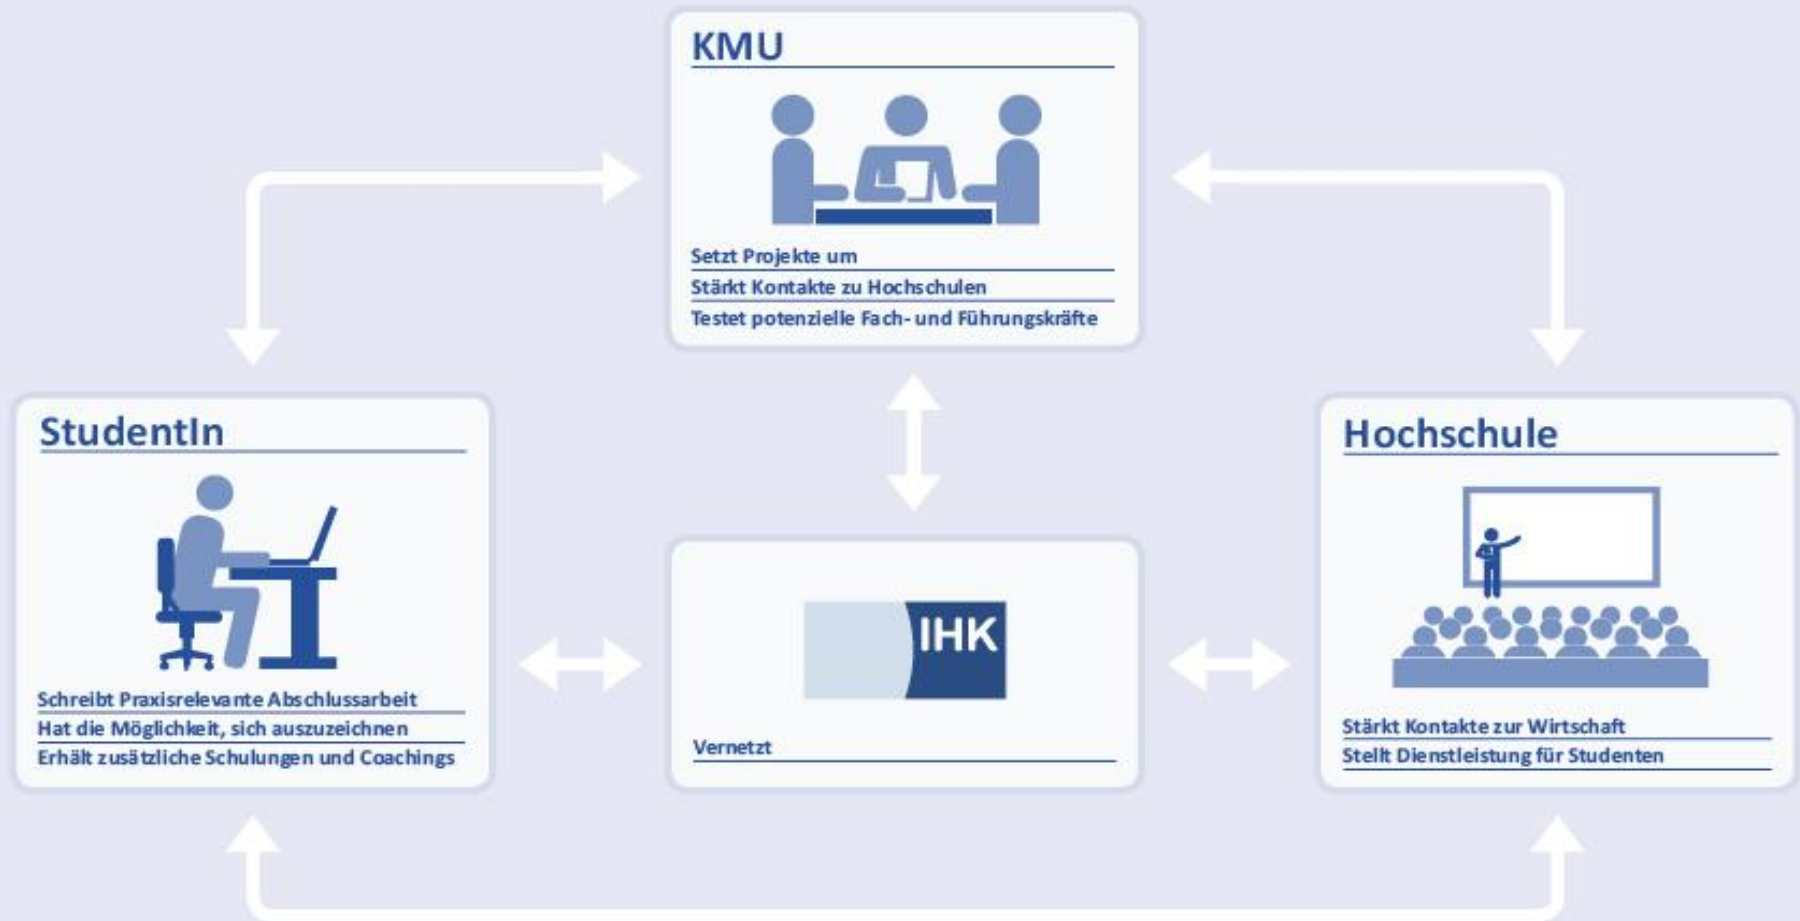 KMU
Setzt Projekte um
Stärkt Kontakte zu Hochschulen
Testet potenzielle Fach- und Führungskräfte
StudentIn
Schreibt Praxisrelevante Abschlussarbeit
Hat die Möglichkeit, sich auszuzeichnen
Erhält zusätzliche Schulungen und Coachings
IHK
Vernetzt
Hochschule
Stärkt Kontakte zur Wirtschaft
Stellt Dienstleistung für Studenten